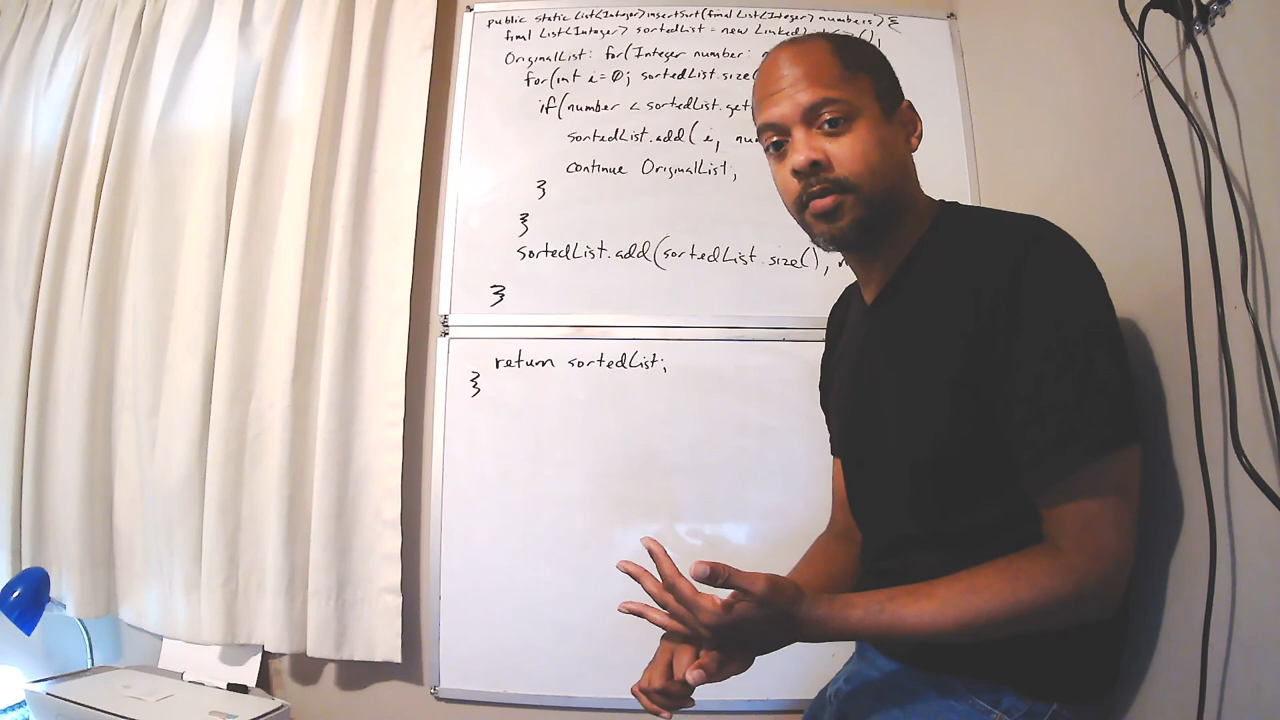 public static List<Integer> insertSort(final List<Integer> numbers) {
final List<Integer> sortedList = new
OriginalList: for(Integer number:
for(int i = 0; sortedList.size(
if(number < sortedList.get(
sortedList.add( i,
continue OriginalList;
}
}
sortedList.add(sortedList.size(),
}
return sortedList;
}